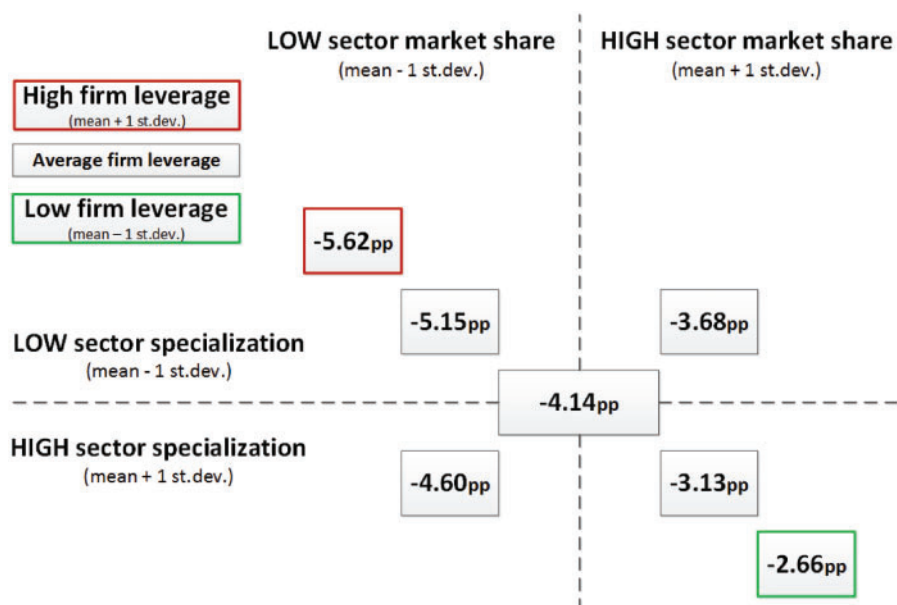 LOW sector market share
(mean - 1 st.dev.)
HIGH sector market share
(mean + 1 st.dev.)
High firm leverage
(mean + 1 st.dev.)
Average firm leverage
Low firm leverage
(mean – 1 st.dev.)
-5.62pp
-5.15pp
-3.68pp
LOW sector specialization
(mean - 1 st.dev.)
-4.14pp
HIGH sector specialization
(mean + 1 st.dev.)
-4.60pp
-3.13pp
-2.66pp